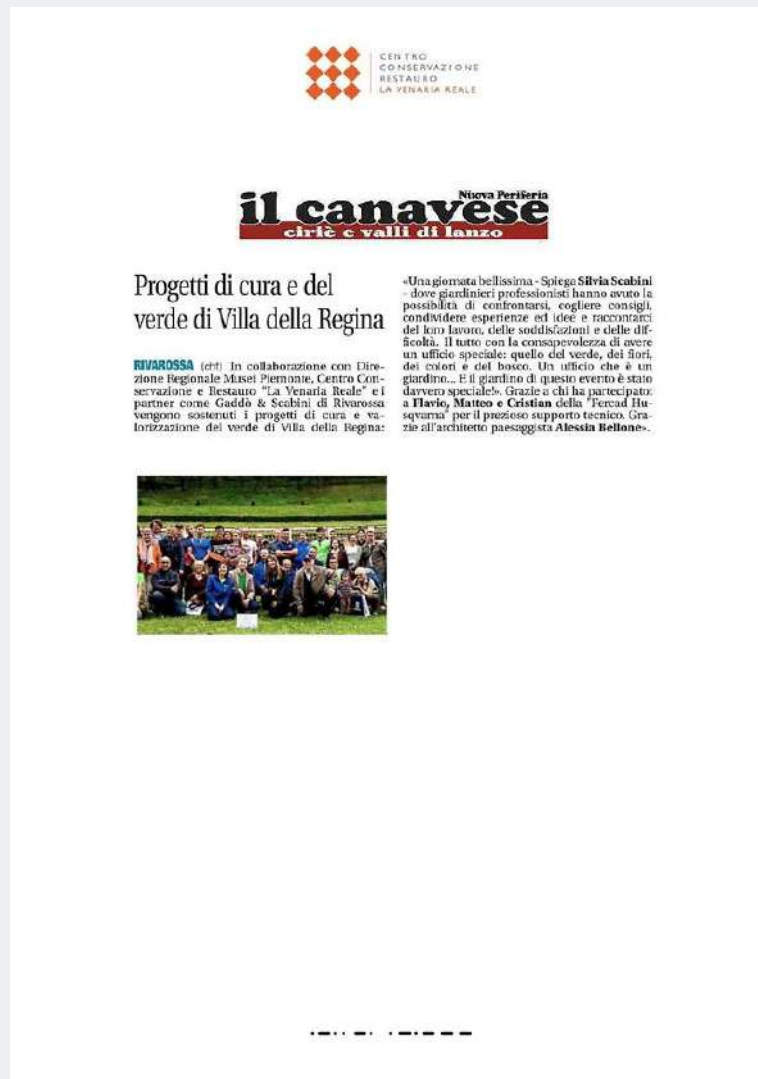 CENTRO
CONSERVAZIONE
RESTAURO
LA VENARIA REALE
Nuova Periferia
il canavese
ciriè e valli di lanzo
Progetti di cura e del
verde di Villa della Regina
RIVAROSSA (chf) In collaborazione con Dire-
zione Regionale Musei Piemonte, Centro Con-
servazione e Restauro "La Venaria Reale" e i
partner come Gaddò & Scabini di Rivarossa
vengono sostenuti i progetti di cura e va-
lorizzazione del verde di Villa della Regina:
«Una giornata bellissima - Spiega Silvia Scabini
- dove giardinieri professionisti hanno avuto la
possibilità di confrontarsi, cogliere consigli,
condividere esperienze ed idee e raccontarci
del loro lavoro, delle soddisfazioni e delle dif-
ficoltà. Il tutto con la consapevolezza di avere
un ufficio speciale: quello del verde, dei fiori,
dei colori e del bosco. Un ufficio che è un
giardino... E il giardino di questo evento è stato
davvero speciale!». Grazie a chi ha partecipato:
a Flavio, Matteo e Cristian della "Fercad Hu-
sqvarna" per il prezioso supporto tecnico. Gra-
zie all'architetto paesaggista Alessia Bellone».